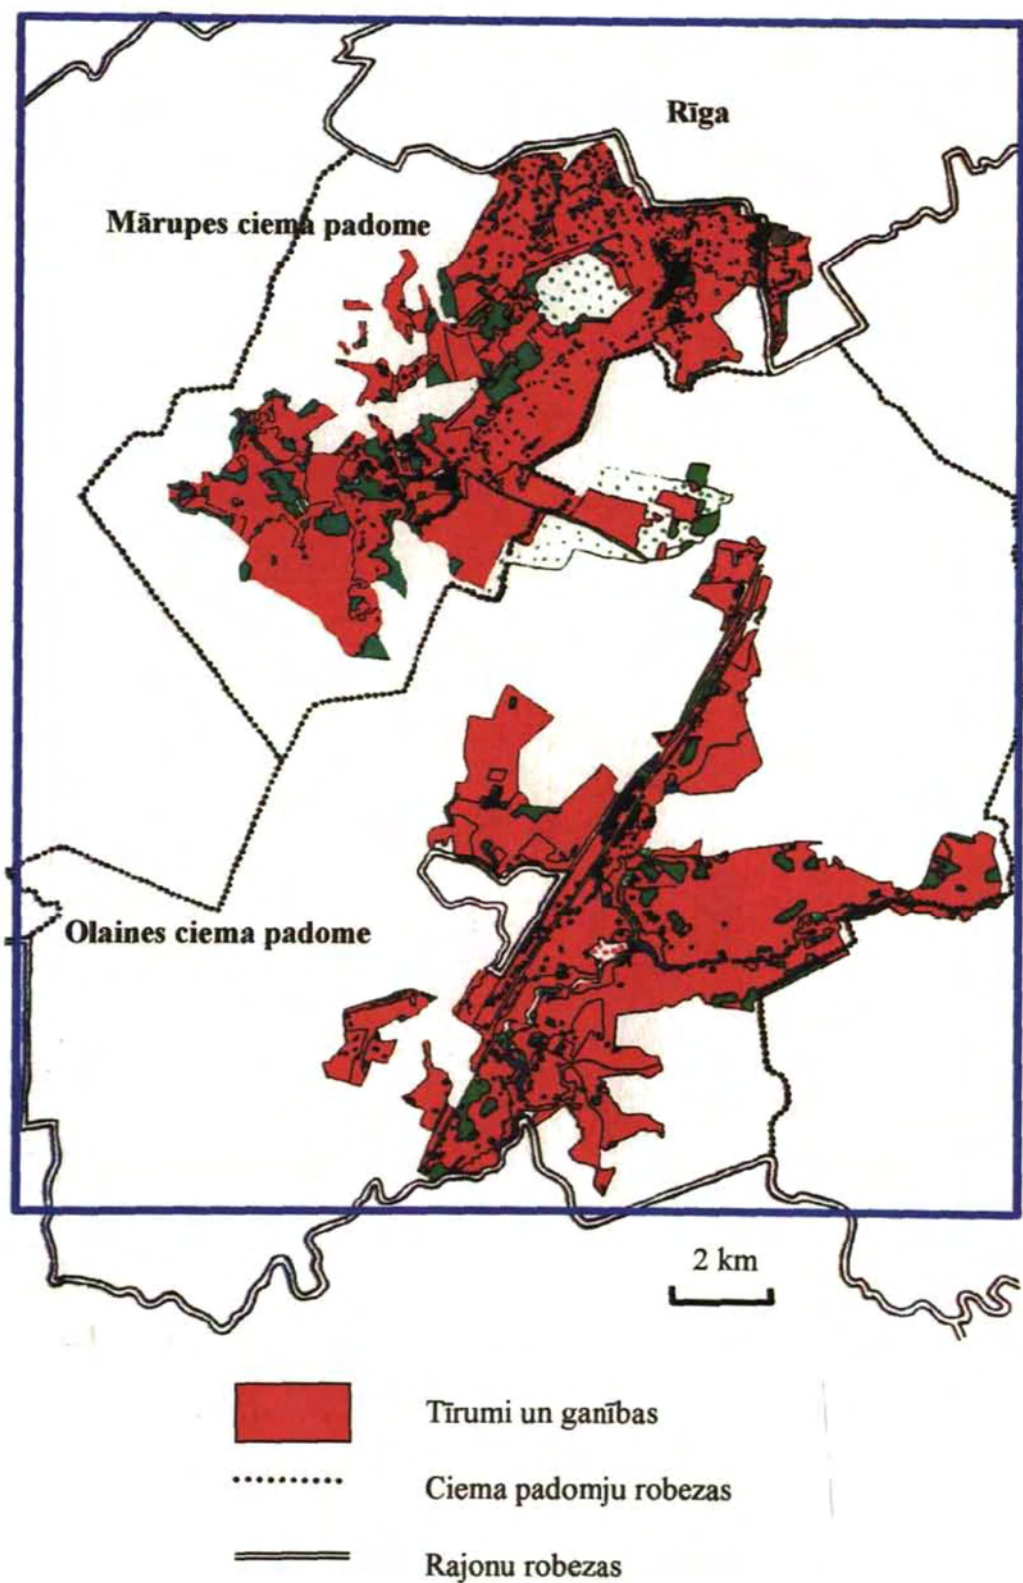 Rīga
Mārupes ciema padome
Olaines ciema padome
2 km
Tīrumi un ganības
Ciema padomju robezas
Rajonu robezas